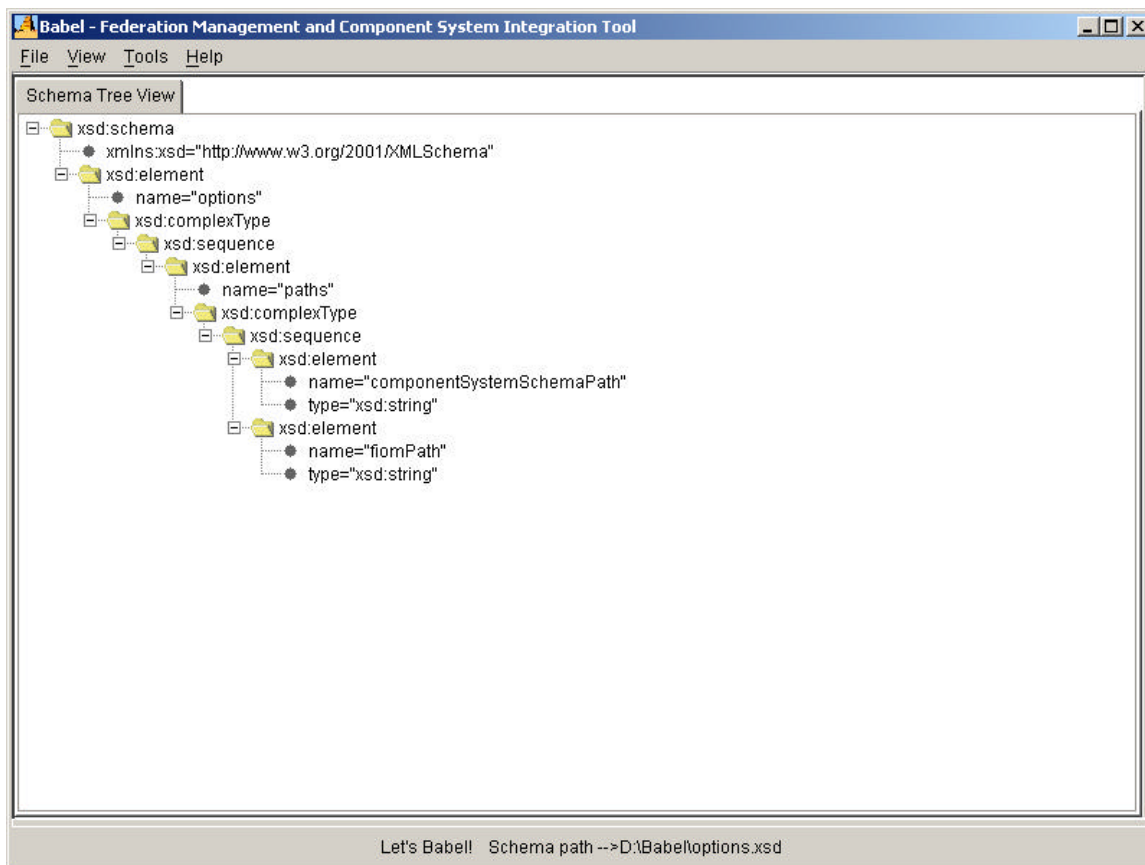 Babel - Federation Management and Component System Integration Tool
File View Tools Help
Schema Tree View
xsd:schema
xmlns:xsd="http://www.w3.org/2001/XMLSchema"
xsd:element
name="options"
xsd:complexType
xsd:sequence
xsd:element
name="paths"
xsd:complexType
xsd:sequence
xsd:element
name="componentSystemSchemaPath"
type="xsd:string"
xsd:element
name="fiomPath"
type="xsd:string"
Let's Babel! Schema path -->D:\Babel\options.xsd